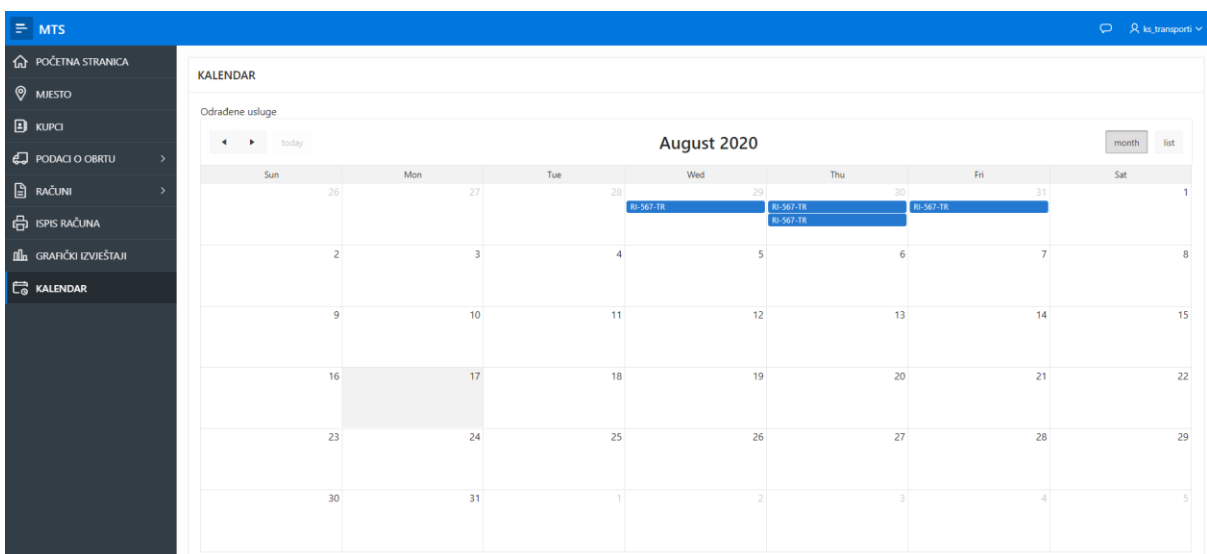 MTS
ks_transporti
POČETNA STRANICA
MJESTO
KUPCI
PODACI O OBRTU
RAČUNI
ISPIS RAČUNA
GRAFIČKI IZVJEŠTAJI
KALENDAR
KALENDAR
Odrađene usluge
today
August 2020
month list
Sun Mon Tue Wed Thu Fri Sat
26 27 28 29 30 31 1
RI-567-TR RI-567-TR RI-567-TR
RI-567-TR
2 3 4 5 6 7 8
9 10 11 12 13 14 15
16 17 18 19 20 21 22
23 24 25 26 27 28 29
30 31 1 2 3 4 5